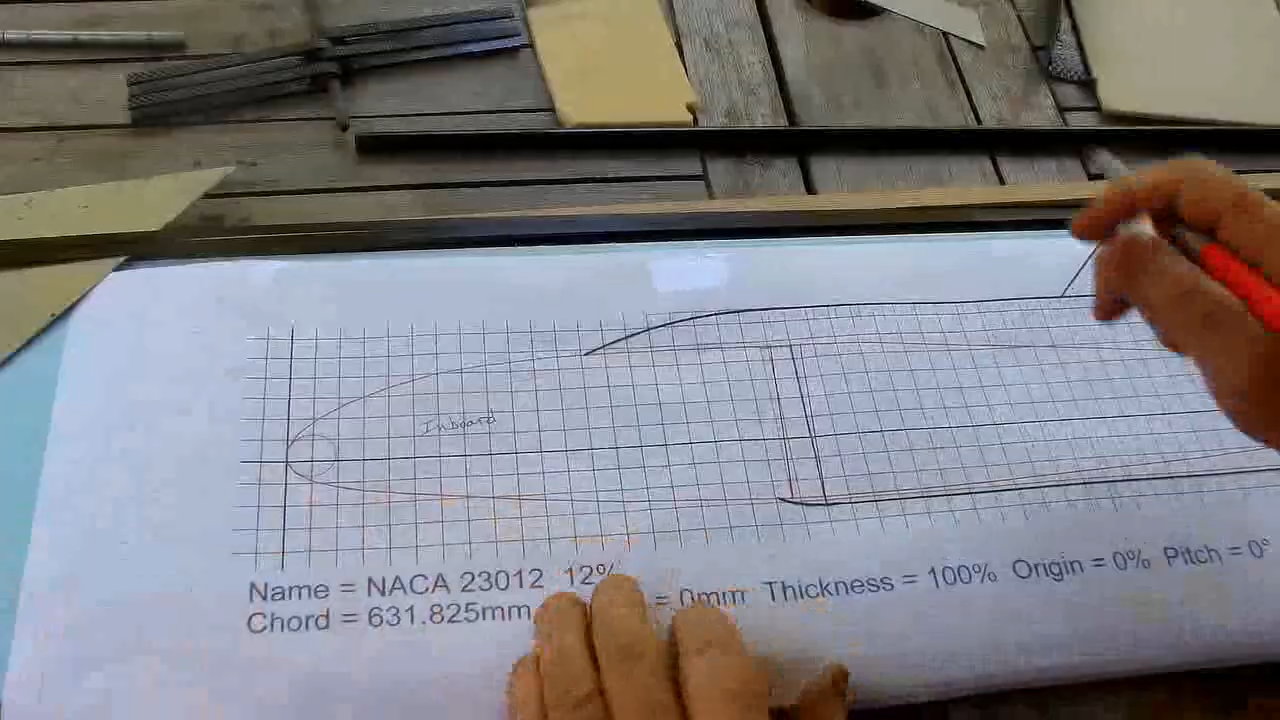 Inboard
Name = NACA 23012 12%
Chord = 631.825mm = 0mm Thickness = 100% Origin = 0% Pitch = 0°